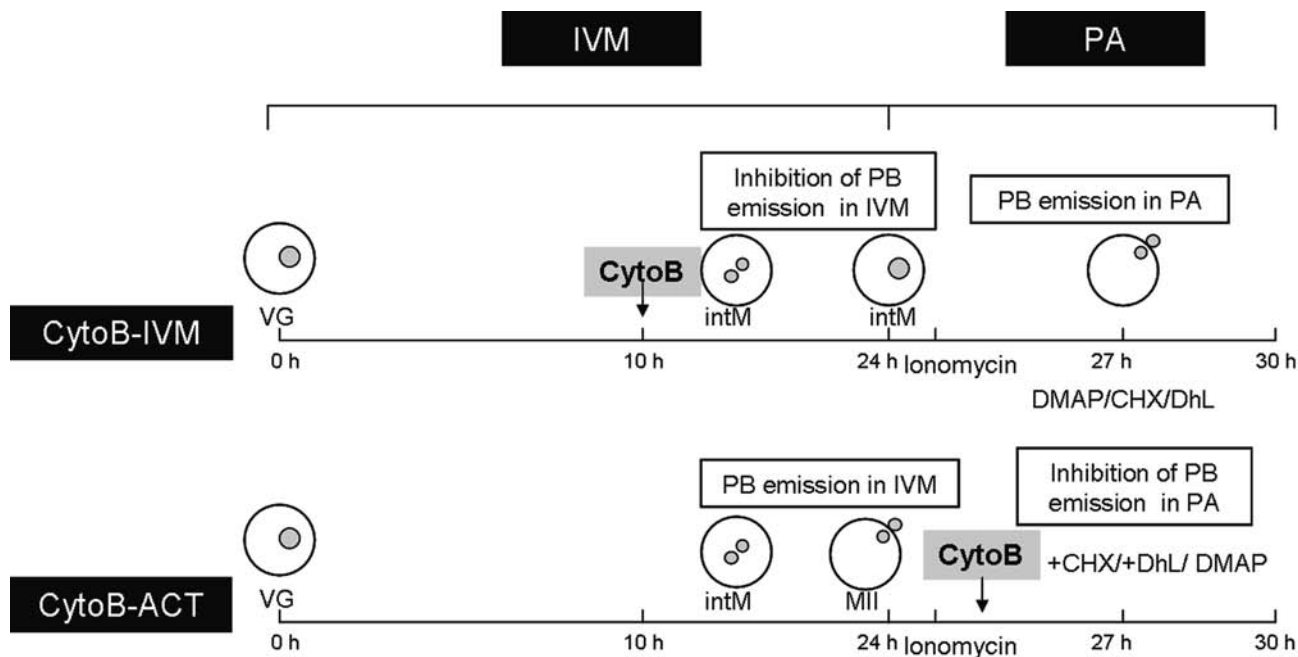 IVM
PA
Inhibition of PB
emission in IVM
PB emission in PA
CytoB
VG
intM
intM
CytoB-IVM
0 h
10 h
24 h
Ionomycin
27 h
30 h
DMAP/CHX/DhL
PB emission in IVM
Inhibition of PB
emission in PA
CytoB
+CHX/+DhL/ DMAP
VG
intM
MII
CytoB-ACT
0 h
10 h
24 h
Ionomycin
27 h
30 h